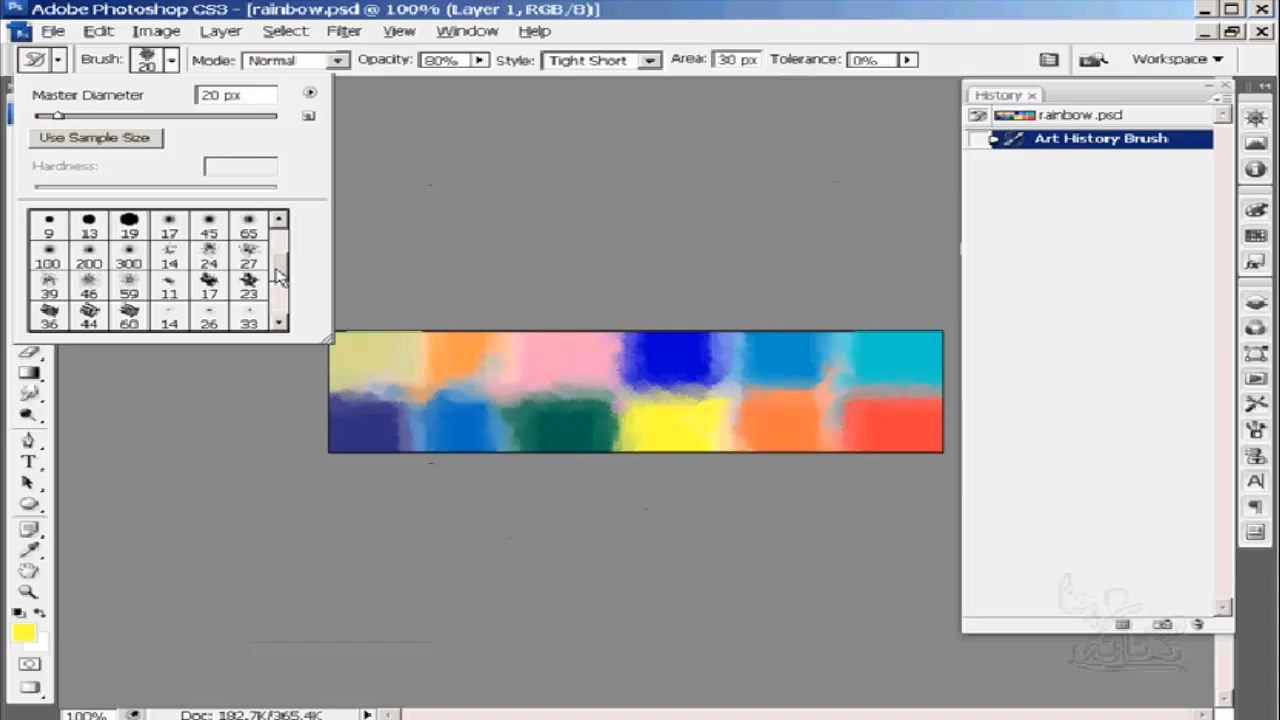 Adobe Photoshop CS3 - [rainbow.psd @ 100% (Layer 1, RGB/8)]
File Edit Image Layer Select Filter View Window Help
Brush: 20 Mode: Normal Opacity: 80% Style: Tight Short Area: 30 px Tolerance: 0% Workspace
Master Diameter 20 px
Use Sample Size
Hardness:
9 13 19 17 45 65
100 200 300 14 24 27
39 46 59 11 17 23
36 44 60 14 26 33
History
rainbow.psd
Art History Brush
100% Doc: 182.7K/365.4K